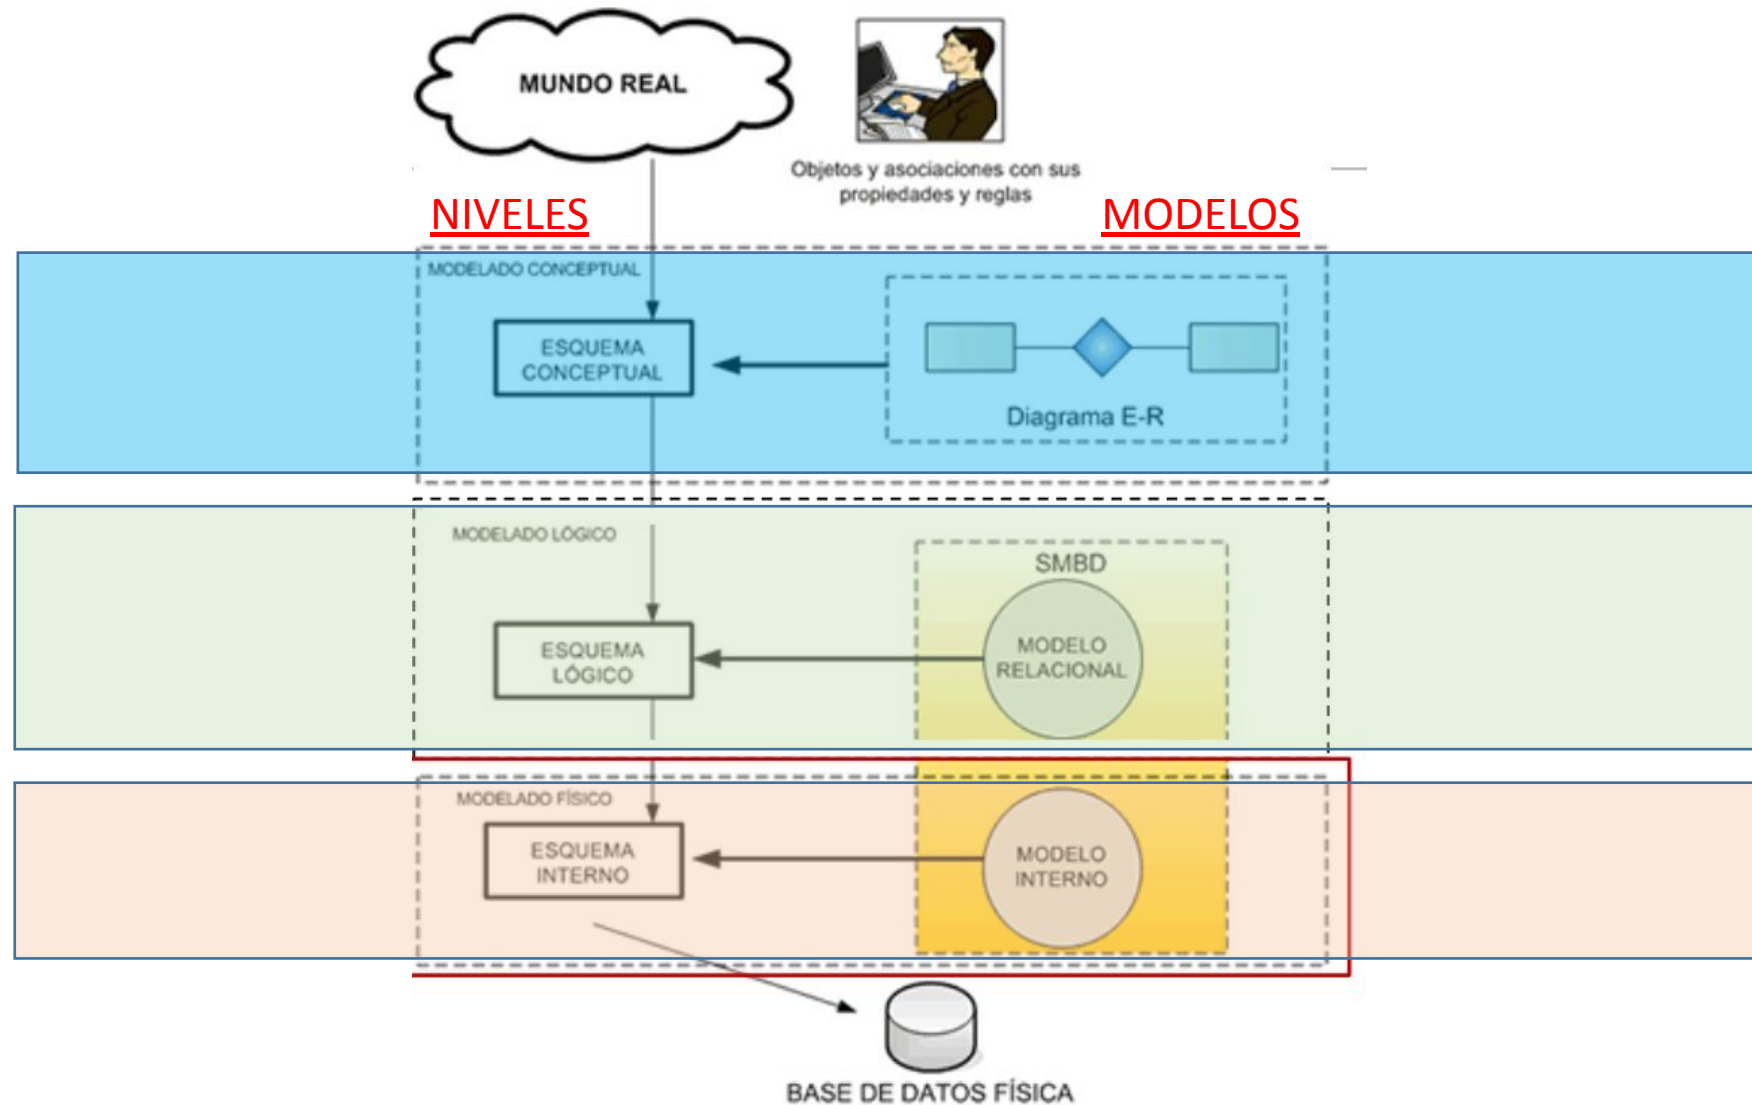 MUNDO REAL
Objetos y asociaciones con sus
propiedades y reglas
NIVELES
MODELOS
MODELADO CONCEPTUAL
ESQUEMA
CONCEPTUAL
Diagrama E-R
MODELADO LÓGICO
SMBD
ESQUEMA
LÓGICO
MODELO
RELACIONAL
MODELADO FÍSICO
ESQUEMA
INTERNO
MODELO
INTERNO
BASE DE DATOS FÍSICA